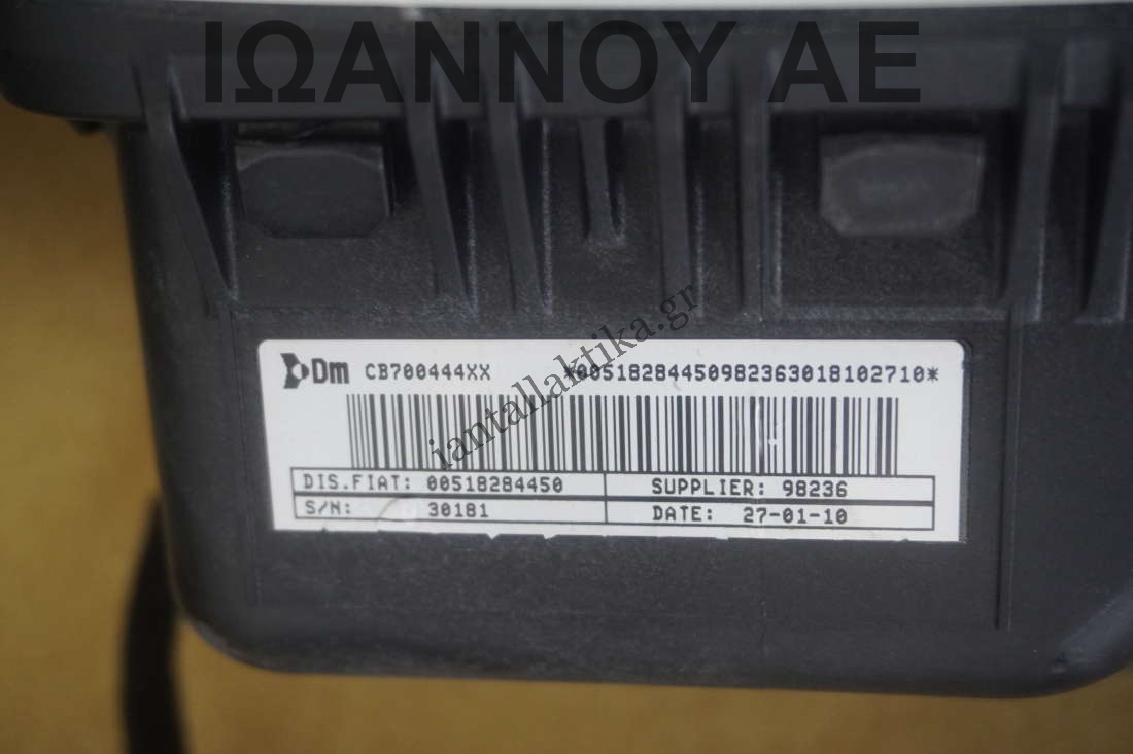 ΙΩΑΝΝΟΥ ΑΕ
Dm CB700444XX *00518284450982363018102710*
iantallaktika.gr
DIS.FIAT: 00518284450 SUPPLIER: 98236
S/N: 30181 DATE: 27-01-10